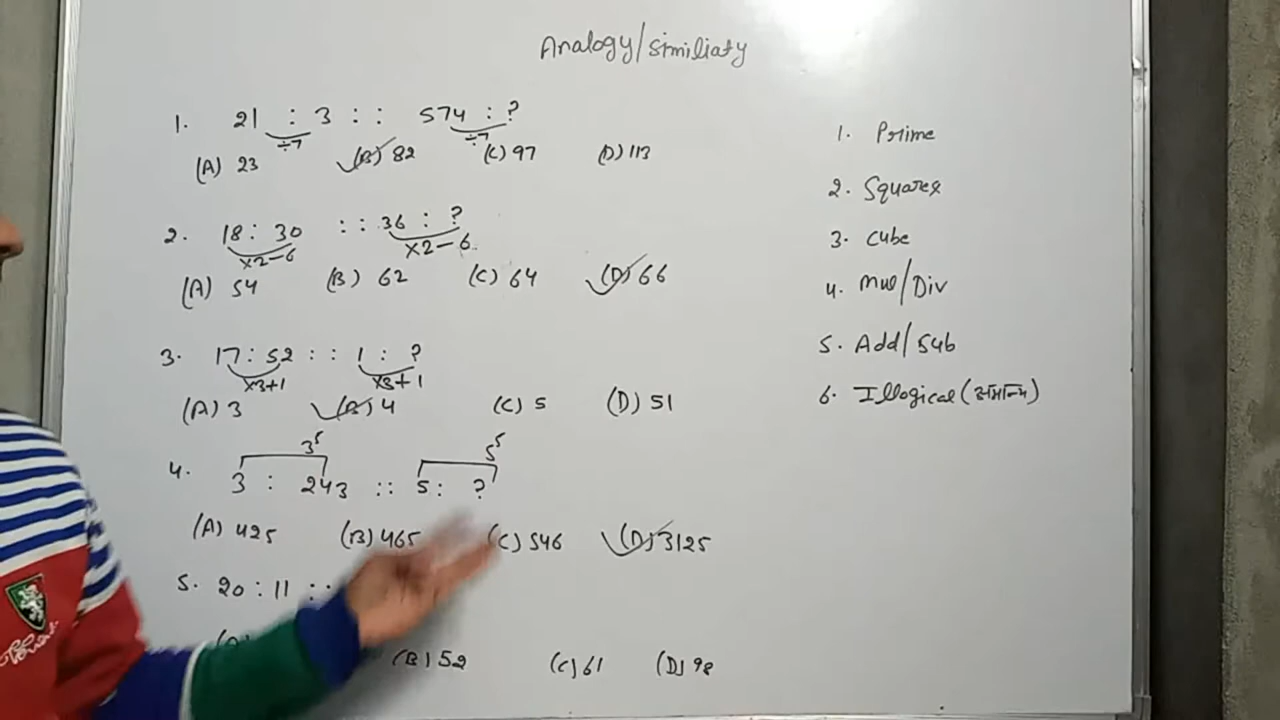 Analogy/Similiaty
1. 21 : 3 :: 574 : ?
÷7 ÷7
(A) 23 (B) 82 (C) 97 (D) 113
2. 18 : 30 :: 36 : ?
×2-6 ×2-6
(A) 54 (B) 62 (C) 64 (D) 66
3. 17 : 52 :: 1 : ?
×3+1 ×3+1
(A) 3 (B) 4 (C) 5 (D) 51
3⁵ 5⁵
4. 3 : 243 :: 5 : ?
(A) 425 (B) 465 (C) 546 (D) 3125
5. 20 : 11 ::
(B) 52 (C) 61 (D) 98
1. Prime
2. Squares
3. Cube
4. Mul/Div
5. Add/Sub
6. Illogical